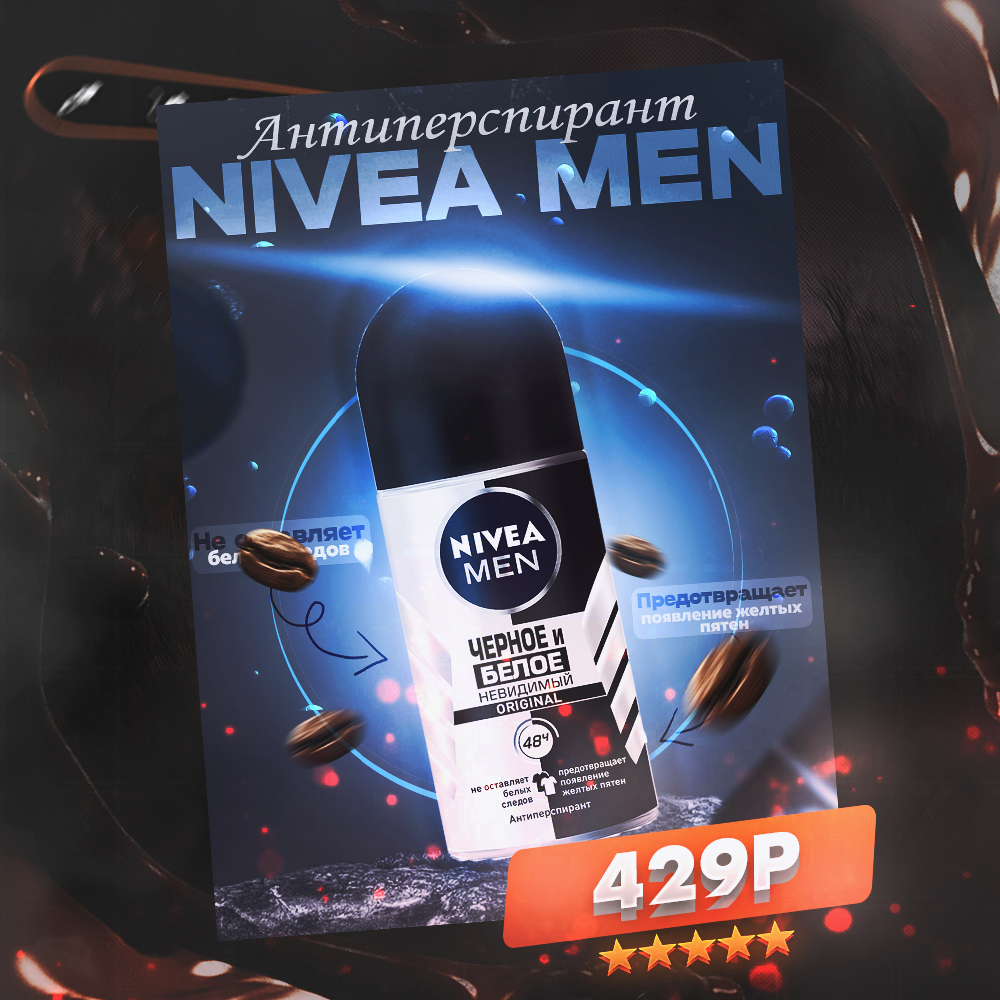 Антиперспирант
NIVEA MEN
NIVEA
MEN
ЧЕРНОЕ и
БЕЛОЕ
НЕВИДИМЫЙ
ORIGINAL
48ч
не оставляет
белых
следов
предотвращает
появление
желтых пятен
Антиперспирант
Не
Предотвращает
появление желтых
пятен
429Р